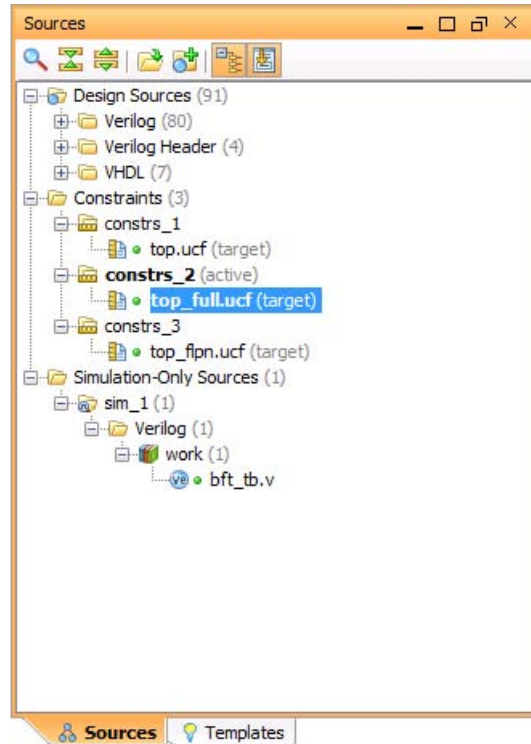 Sources
Design Sources (91)
Verilog (80)
Verilog Header (4)
VHDL (7)
Constraints (3)
constrs_1
top.ucf (target)
constrs_2 (active)
top_full.ucf (target)
constrs_3
top_flpn.ucf (target)
Simulation-Only Sources (1)
sim_1 (1)
Verilog (1)
work (1)
bft_tb.v
Sources Templates